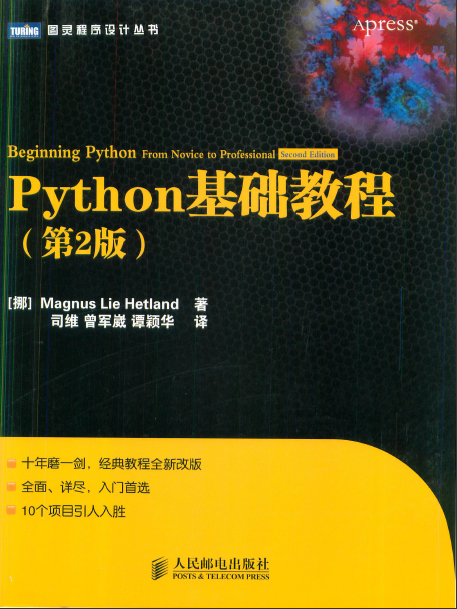 TURING 图灵程序设计丛书
Apress®
Beginning Python From Novice to Professional Second Edition
Python基础教程
（第2版）
[挪] Magnus Lie Hetland 著
司维 曾军崴 谭颖华 译
十年磨一剑，经典教程全新改版
全面、详尽，入门首选
10个项目引人入胜
人民邮电出版社
POSTS & TELECOM PRESS